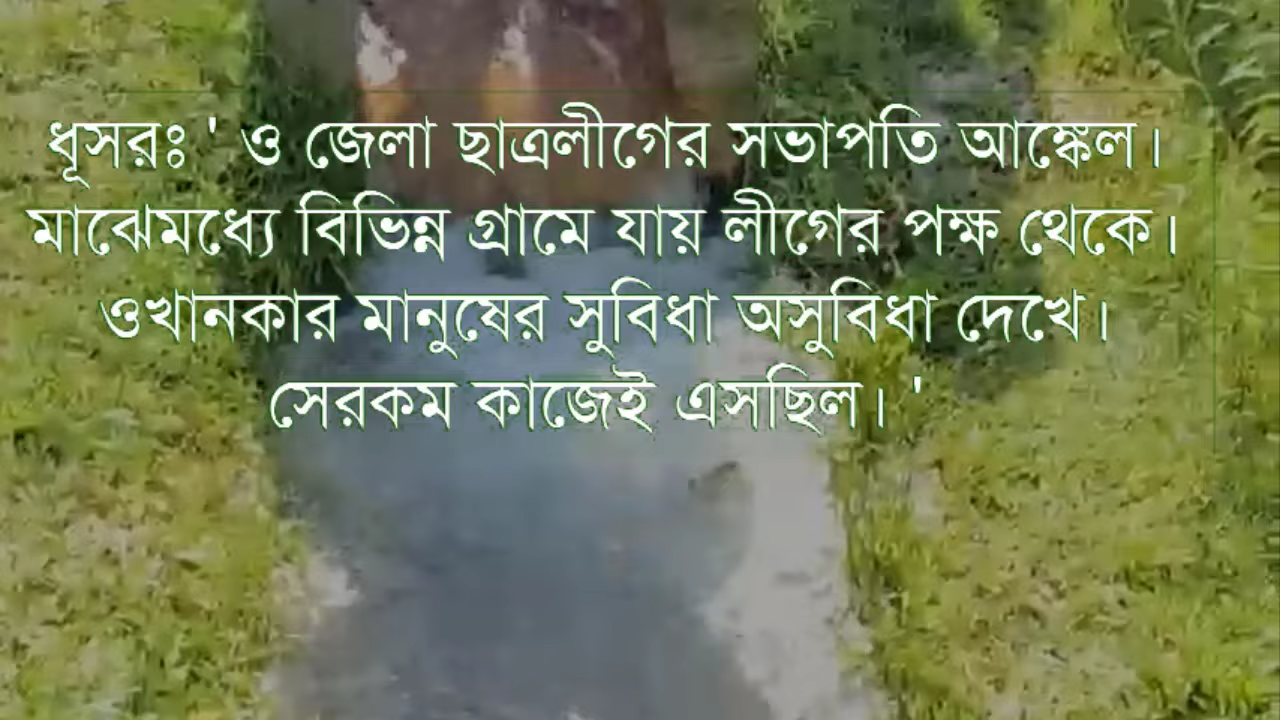 ধূসরঃ ' ও জেলা ছাত্রলীগের সভাপতি আঙ্কেল।
মাঝেমধ্যে বিভিন্ন গ্রামে যায় লীগের পক্ষ থেকে।
ওখানকার মানুষের সুবিধা অসুবিধা দেখে।
সেরকম কাজেই এসছিল। '